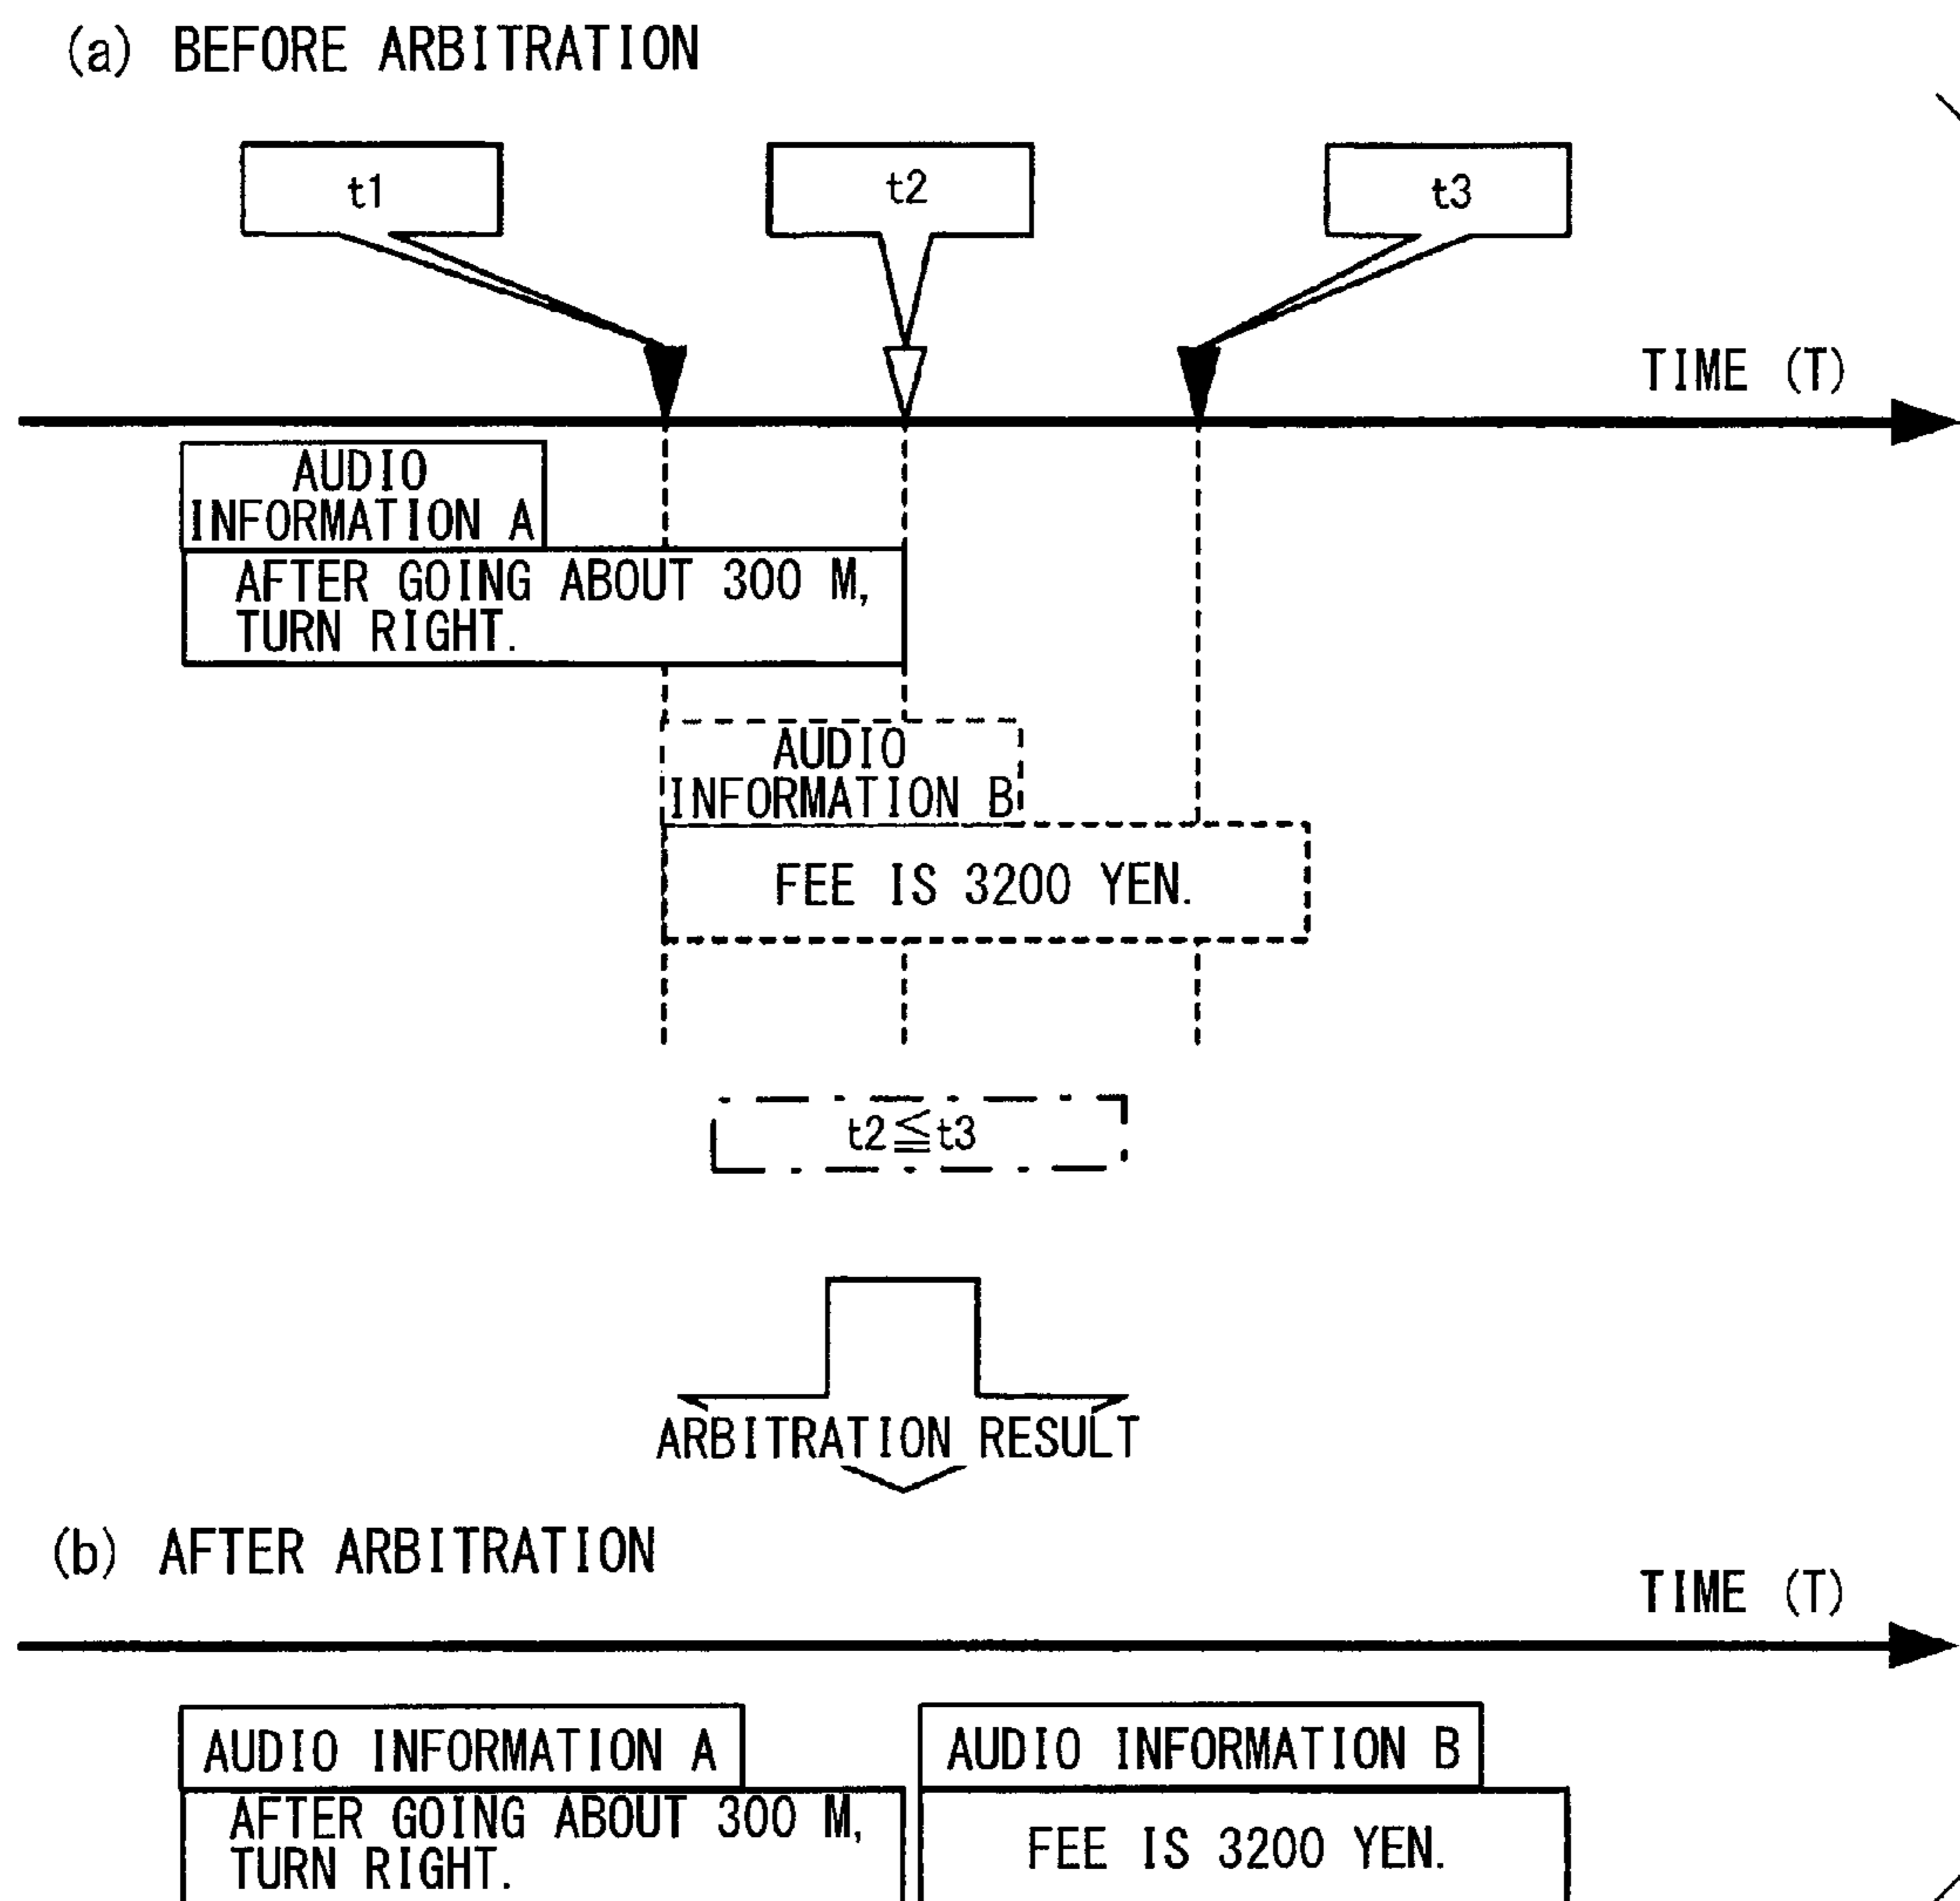 (a) BEFORE ARBITRATION
t1
t2
t3
TIME (T)
AUDIO
INFORMATION A
AFTER GOING ABOUT 300 M,
TURN RIGHT.
AUDIO
INFORMATION B
FEE IS 3200 YEN.
t2≦t3
ARBITRATION RESULT
(b) AFTER ARBITRATION
TIME (T)
AUDIO INFORMATION A
AUDIO INFORMATION B
AFTER GOING ABOUT 300 M,
TURN RIGHT.
FEE IS 3200 YEN.